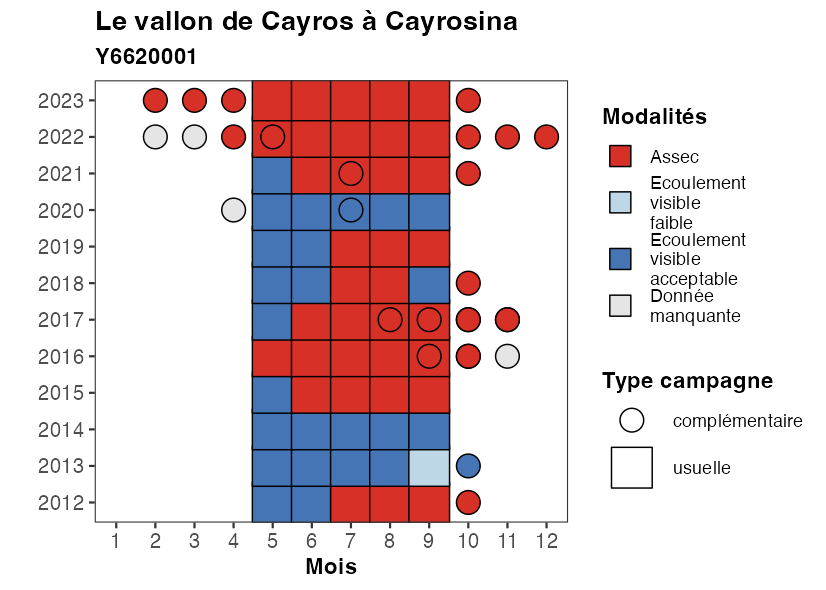 Le vallon de Cayros à Cayrosina
Y6620001
2023
2022
2021
2020
2019
2018
2017
2016
2015
2014
2013
2012
1 2 3 4 5 6 7 8 9 10 11 12
Mois
Modalités
Assec
Ecoulement
visible
faible
Ecoulement
visible
acceptable
Donnée
manquante
Type campagne
complémentaire
usuelle